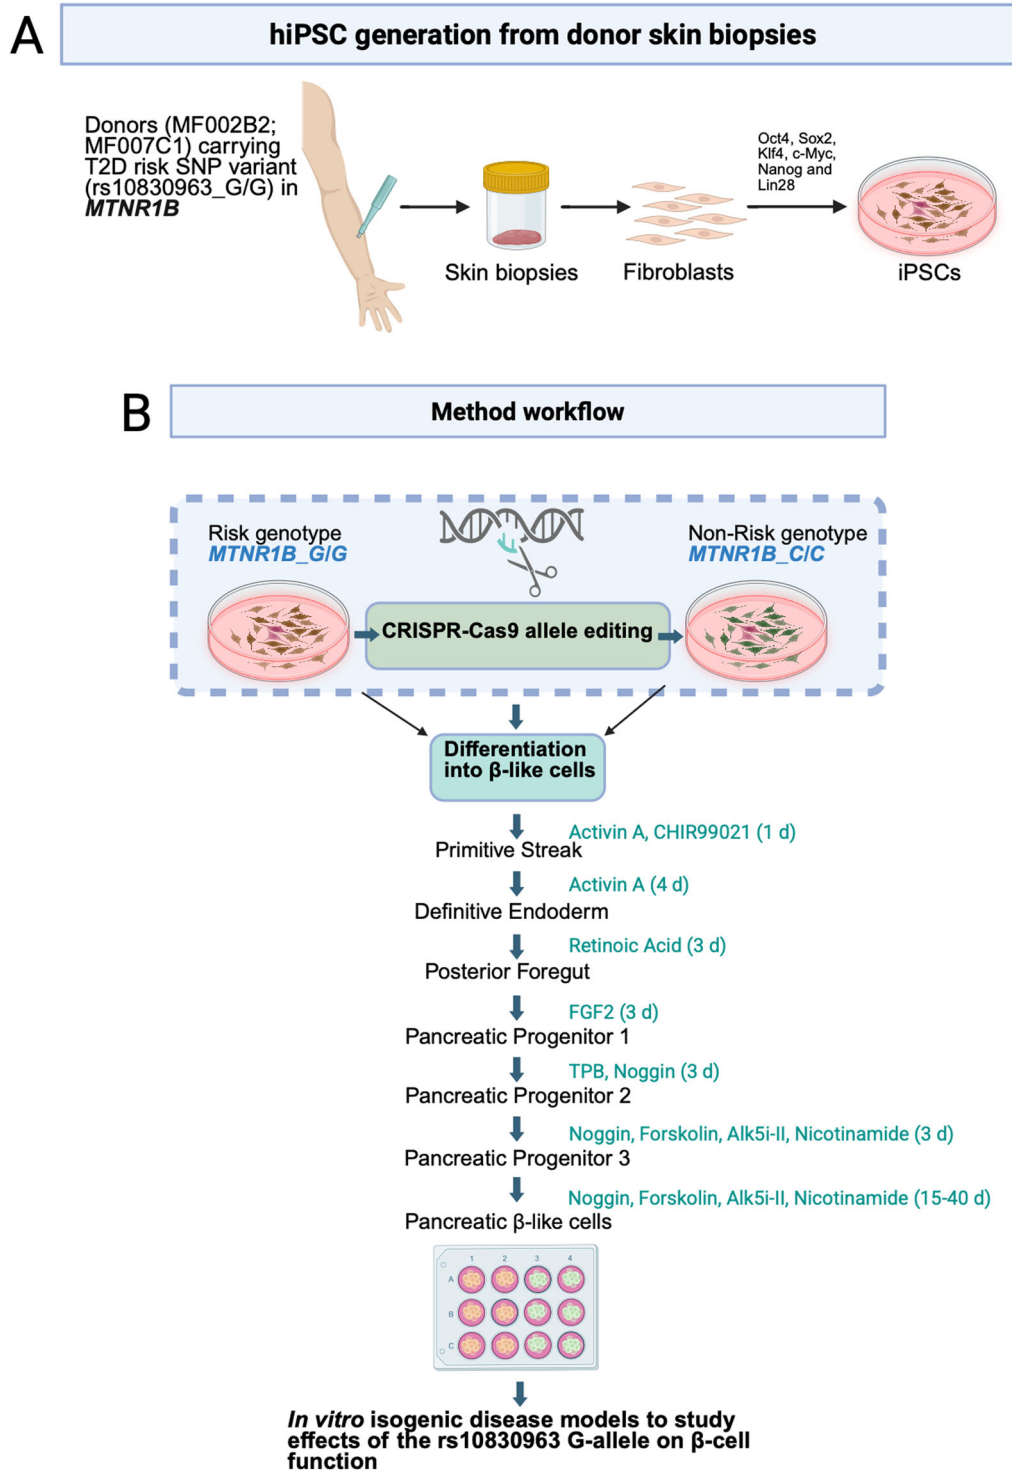 A
hiPSC generation from donor skin biopsies
Donors (MF002B2;
MF007C1) carrying
T2D risk SNP variant
(rs10830963_G/G) in
MTNR1B
Oct4, Sox2,
Klf4, c-Myc,
Nanog and
Lin28
Skin biopsies
Fibroblasts
iPSCs
B
Method workflow
Risk genotype
MTNR1B_G/G
Non-Risk genotype
MTNR1B_C/C
CRISPR-Cas9 allele editing
Differentiation
into β-like cells
Activin A, CHIR99021 (1 d)
Primitive Streak
Activin A (4 d)
Definitive Endoderm
Retinoic Acid (3 d)
Posterior Foregut
FGF2 (3 d)
Pancreatic Progenitor 1
TPB, Noggin (3 d)
Pancreatic Progenitor 2
Noggin, Forskolin, Alk5i-II, Nicotinamide (3 d)
Pancreatic Progenitor 3
Noggin, Forskolin, Alk5i-II, Nicotinamide (15-40 d)
Pancreatic β-like cells
1 2 3 4
A
B
C
In vitro isogenic disease models to study
effects of the rs10830963 G-allele on β-cell
function